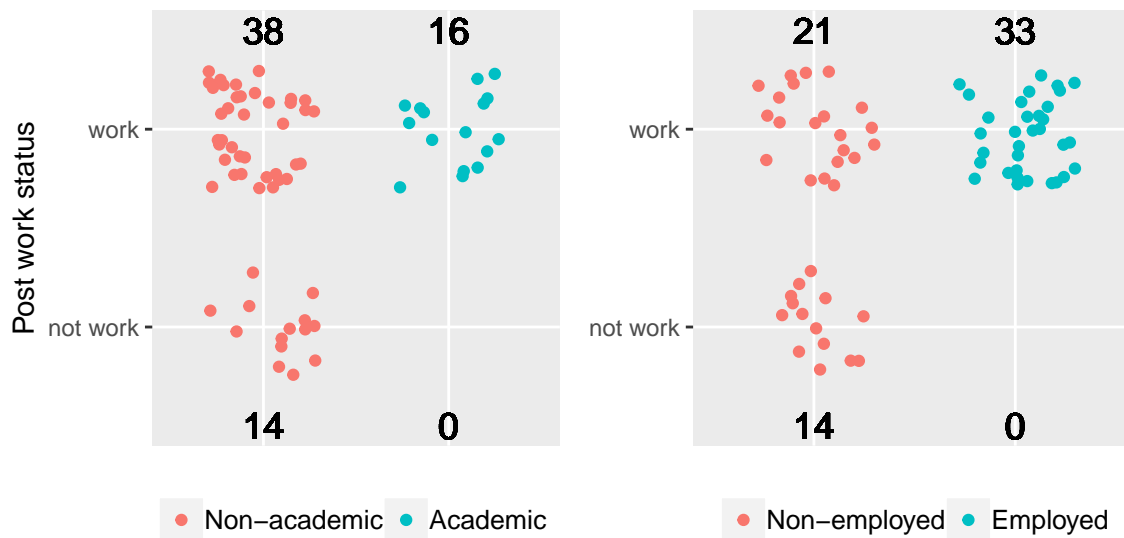 38 16
21 33
Post work status
work
not work
work
not work
14 0
14 0
Non−academic Academic
Non−employed Employed